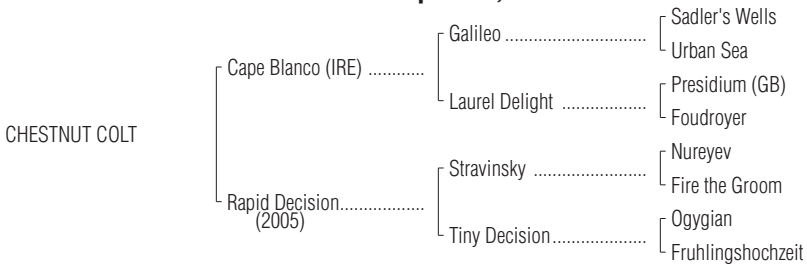 Sadler's Wells
Galileo ..................................
Urban Sea
Cape Blanco (IRE) ............
Presidium (GB)
Laurel Delight ....................
Foudroyer
CHESTNUT COLT
Nureyev
Stravinsky ...........................
Fire the Groom
Rapid Decision..................
(2005)
Ogygian
Tiny Decision......................
Fruhlingshochzeit